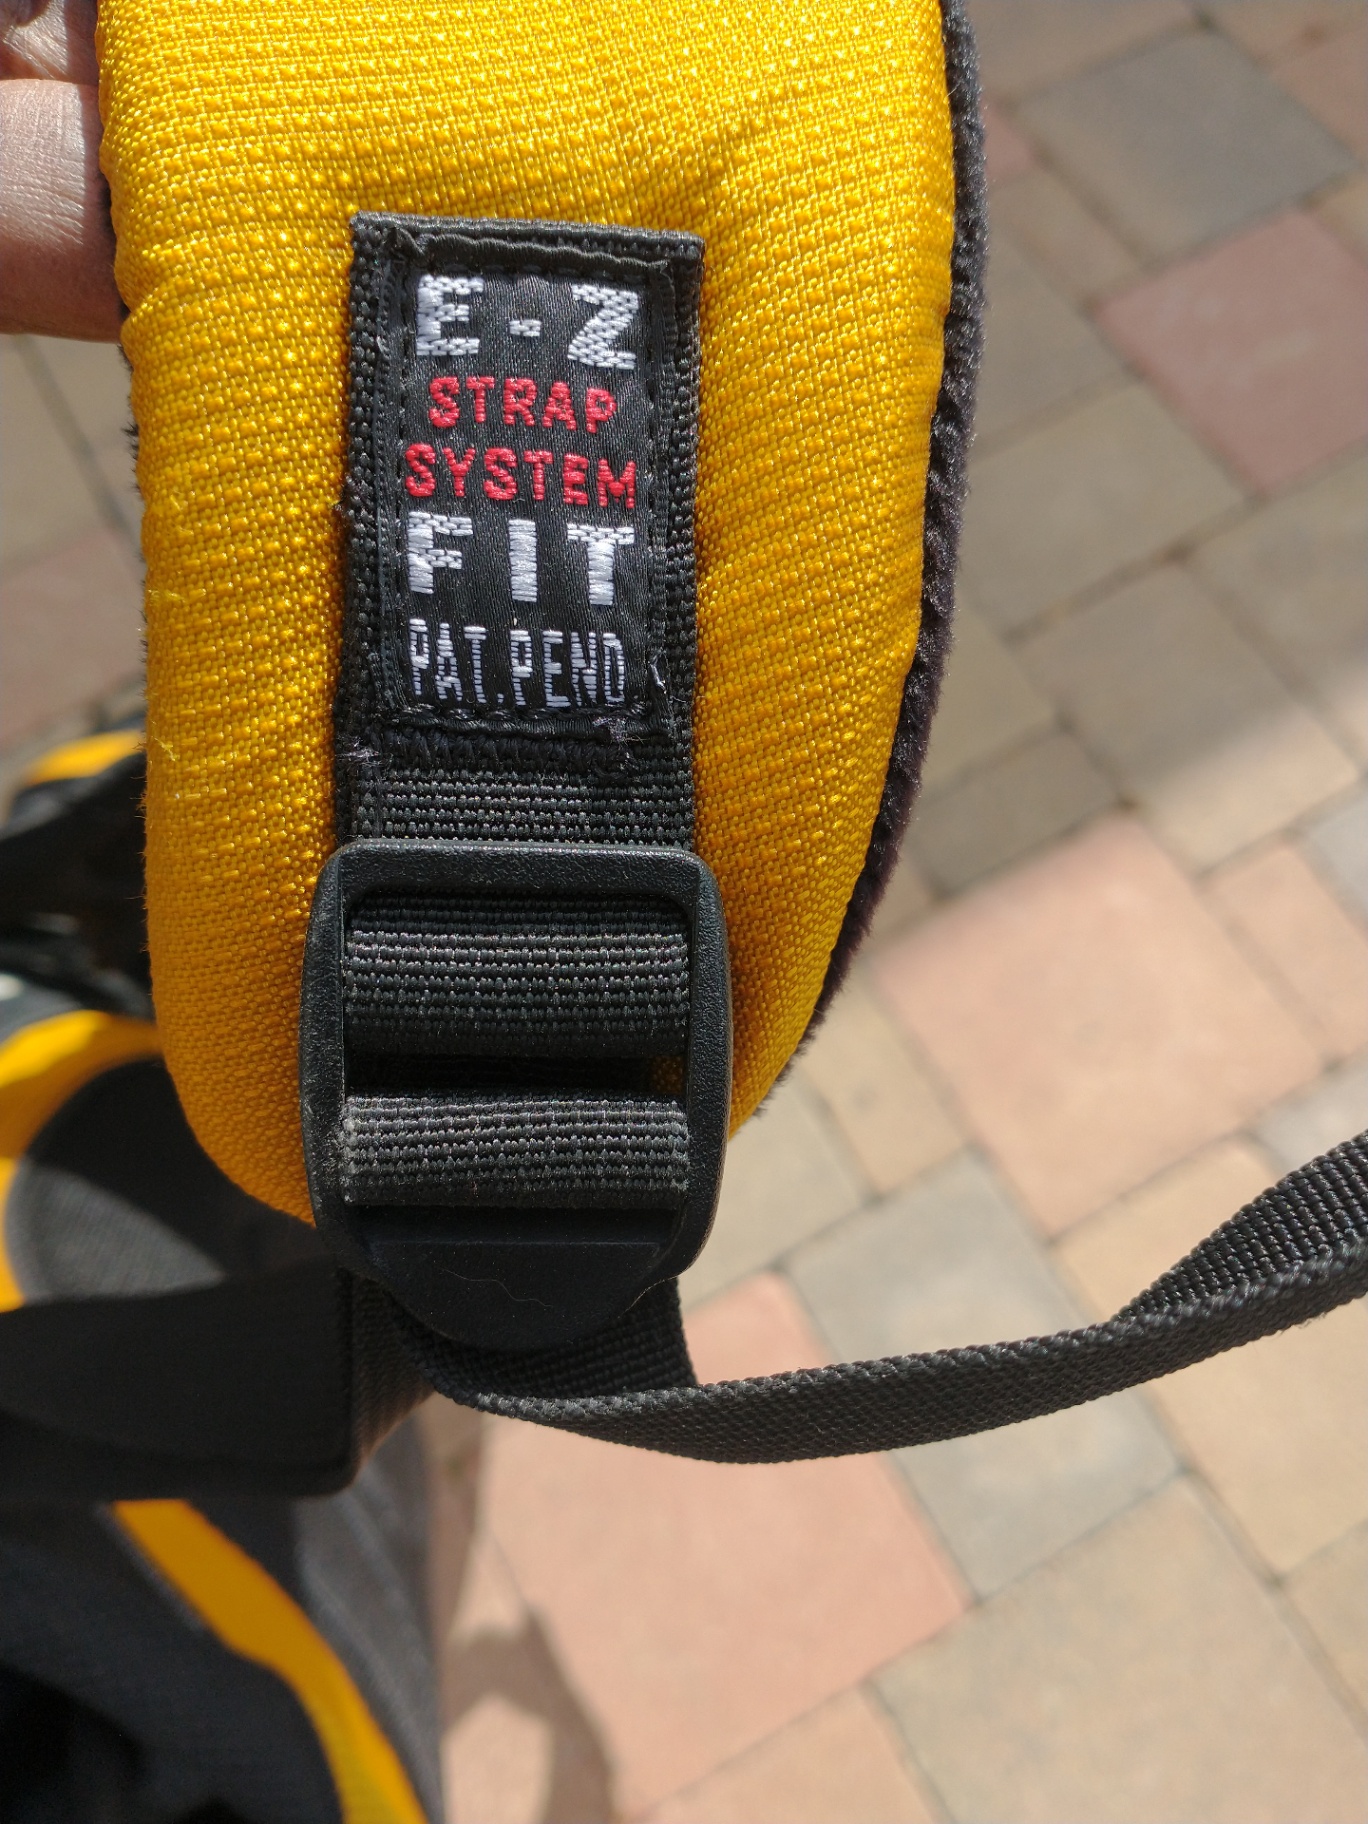 E-Z
STRAP
SYSTEM
FIT
PAT.PEND